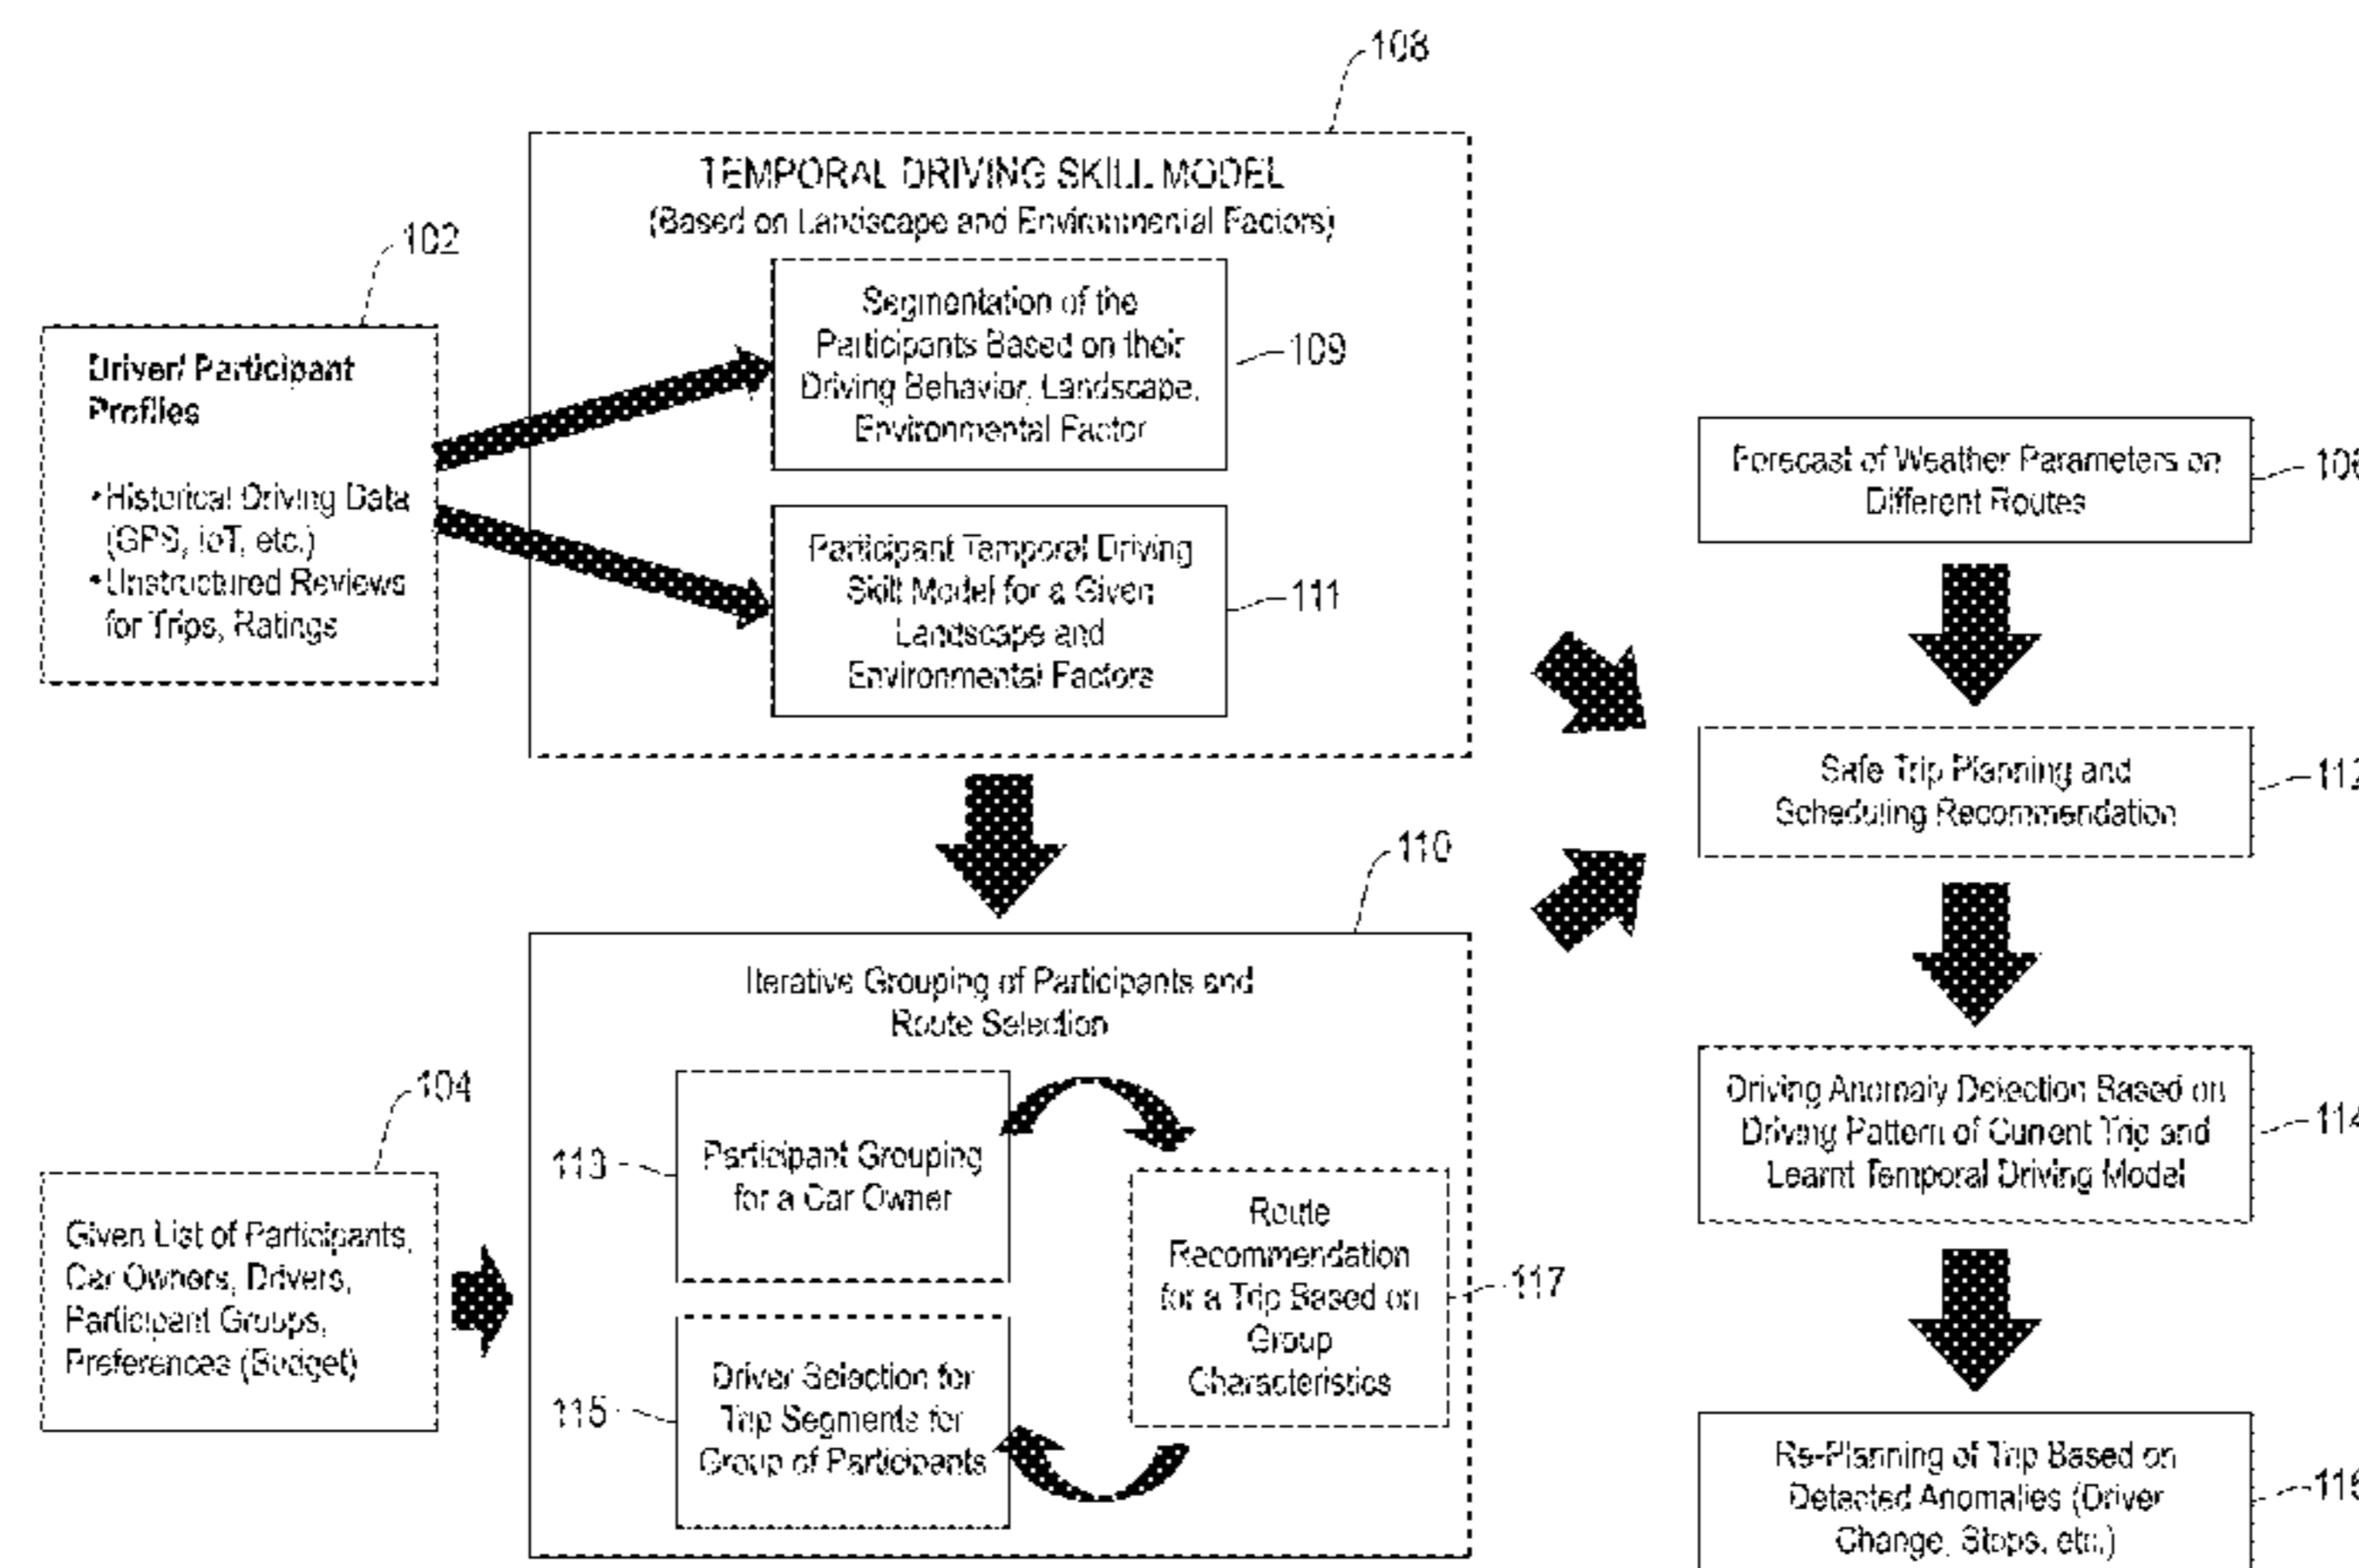 108
TEMPORAL DRIVING SKILL MODEL
(Based on Landscape and Environmental Factors)
102
Driver/ Participant
Profiles
•Historical Driving Data
(GPS, IoT, etc.)
•Unstructured Reviews
for Trips, Ratings
Segmentation of the
Participants Based on their
Driving Behavior, Landscape,
Environmental Factor
109
Participant Temporal Driving
Skill Model for a Given
Landscape and
Environmental Factors
111
Forecast of Weather Parameters on
Different Routes
106
Safe Trip Planning and
Scheduling Recommendation
112
110
Iterative Grouping of Participants and
Route Selection
104
Given List of Participants,
Car Owners, Drivers,
Participant Groups,
Preferences (Budget)
113
Participant Grouping
for a Car Owner
115
Driver Selection for
Trip Segments for
Group of Participants
Route
Recommendation
for a Trip Based on
Group
Characteristics
117
Driving Anomaly Detection Based on
Driving Pattern of Current Trip and
Learnt Temporal Driving Model
114
Re-Planning of Trip Based on
Detected Anomalies (Driver
Change, Stops, etc.)
116